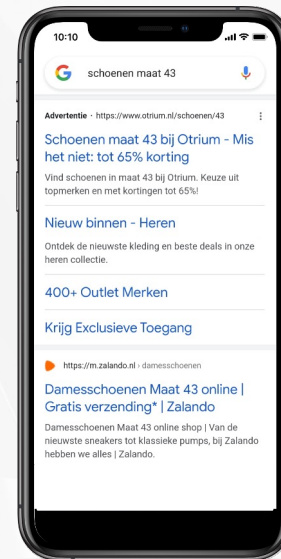 10:10
G schoenen maat 43
Advertentie · https://www.otrium.nl/schoenen/43
Schoenen maat 43 bij Otrium - Mis
het niet: tot 65% korting
Vind schoenen in maat 43 bij Otrium. Keuze uit
topmerken en met kortingen tot 65%!
Nieuw binnen - Heren
Ontdek de nieuwste kleding en beste deals in onze
heren collectie.
400+ Outlet Merken
Krijg Exclusieve Toegang
https://m.zalando.nl › damesschoenen
Damesschoenen Maat 43 online |
Gratis verzending* | Zalando
Damesschoenen Maat 43 online shop | Van de
nieuwste sneakers tot klassieke pumps, bij Zalando
hebben we alles | Zalando.